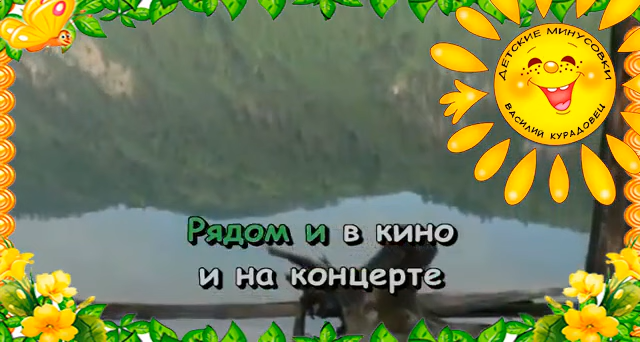 ДЕТСКИЕ МИНУСОВКИ
ВАСИЛИЙ КУРАДОВЕЦ
Рядом и в кино
и на концерте